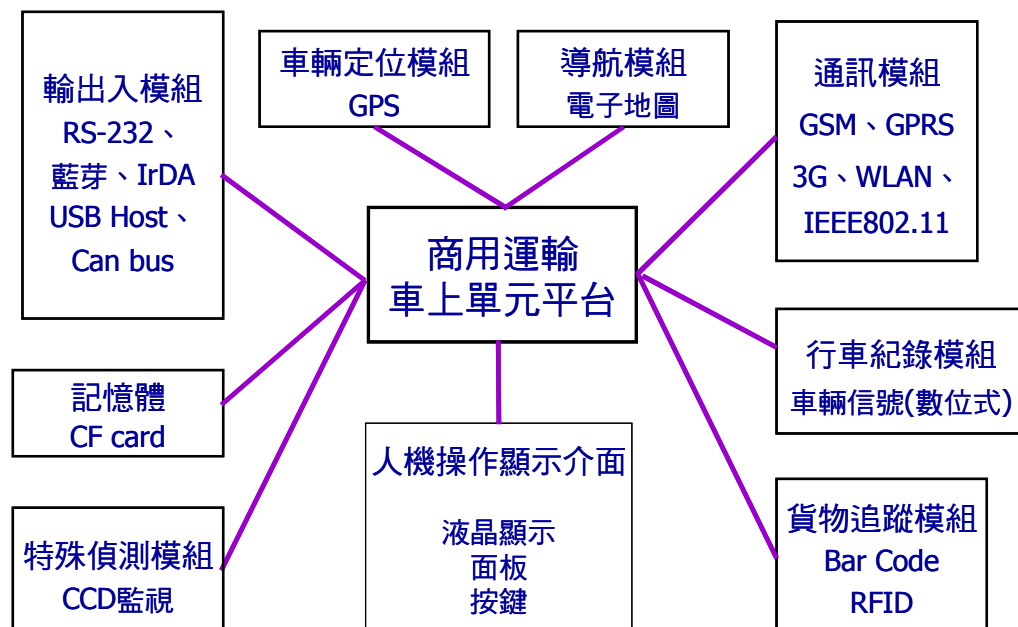 輸出入模組
RS-232、
藍芽、IrDA
USB Host、
Can bus
車輛定位模組
GPS
導航模組
電子地圖
通訊模組
GSM、GPRS
3G、WLAN、
IEEE802.11
商用運輸
車上單元平台
記憶體
CF card
行車紀錄模組
車輛信號(數位式)
特殊偵測模組
CCD監視
人機操作顯示介面
液晶顯示
面板
按鍵
貨物追蹤模組
Bar Code
RFID